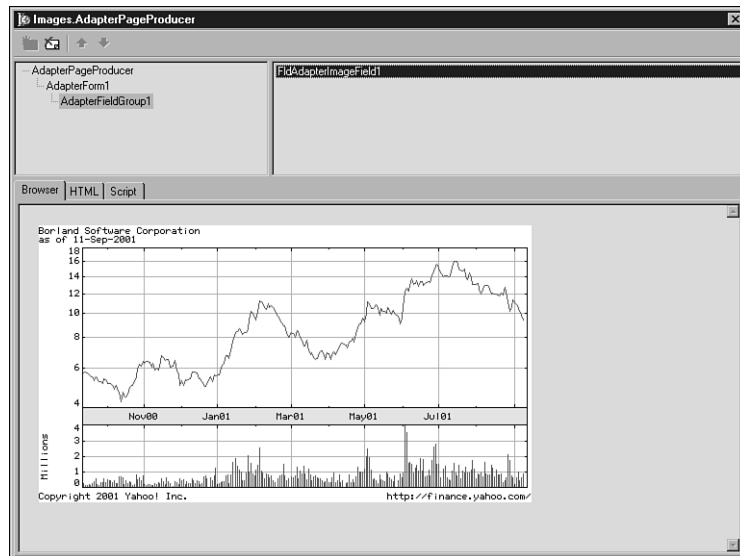 Images.AdapterPageProducer
AdapterPageProducer
AdapterForm1
AdapterFieldGroup1
FldAdapterImageField1
Browser HTML Script
Borland Software Corporation
as of 11-Sep-2001
18
16
14
12
10
8
6
4
Nov00 Jan01 Mar01 May01 Jul01
4
3
2
1
0
Millions
Copyright 2001 Yahoo! Inc. http://finance.yahoo.com/